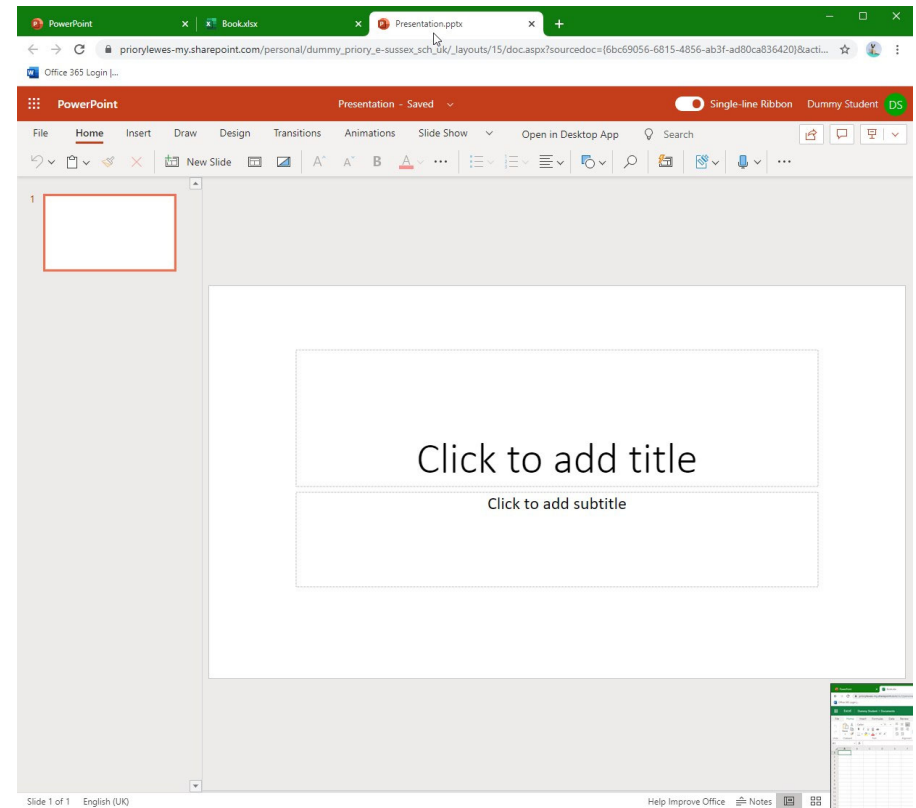 PowerPoint Book.xlsx Presentation.pptx
priorylewes-my.sharepoint.com/personal/dummy_priory_e-sussex_sch_uk/_layouts/15/doc.aspx?sourcedoc={6bc69056-6815-4856-ab3f-ad80ca836420}&acti...
Office 365 Login |...
PowerPoint Presentation - Saved Single-line Ribbon Dummy Student DS
File Home Insert Draw Design Transitions Animations Slide Show Open in Desktop App Search
New Slide A A B A
1
Click to add title
Click to add subtitle
Slide 1 of 1 English (UK) Help Improve Office Notes